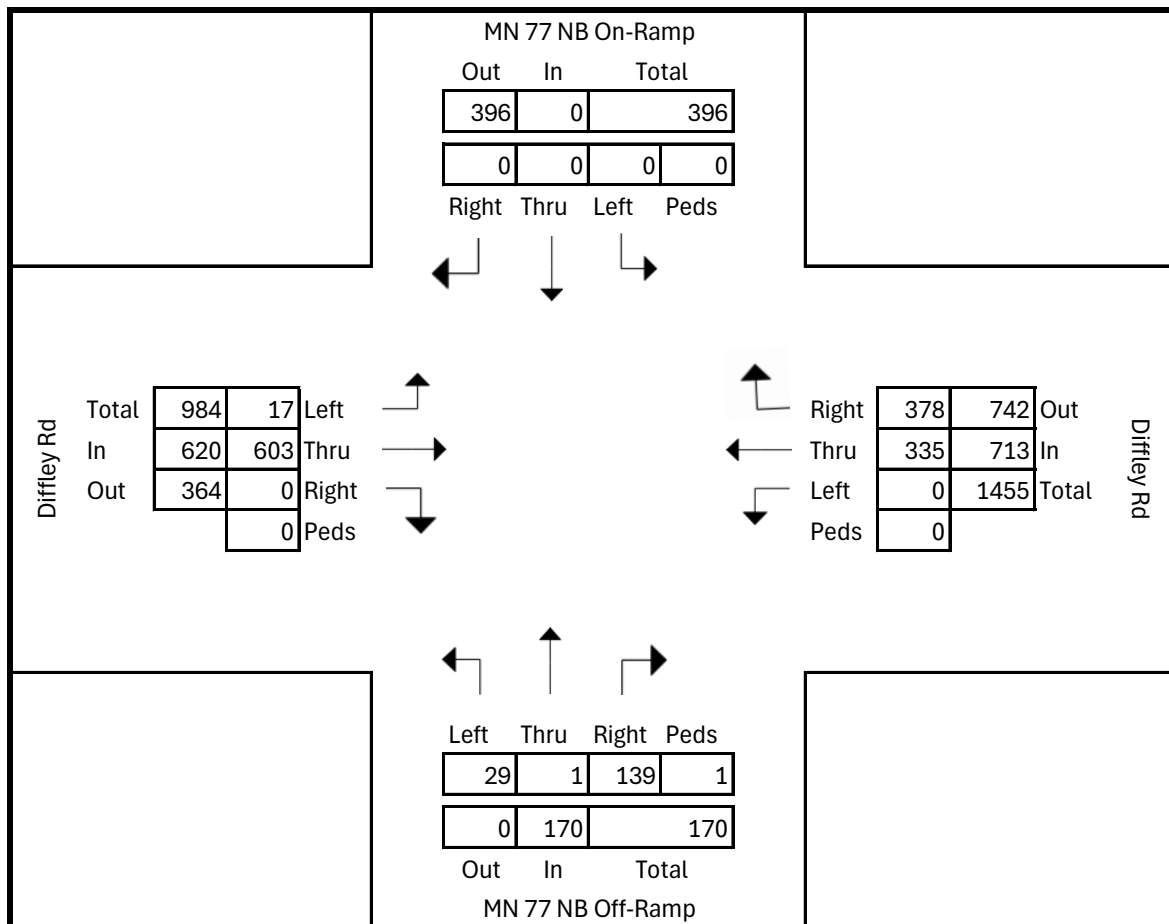 MN 77 NB On-Ramp
Out In Total
396 0 396
0 0 0 0
Right Thru Left Peds
Diffley Rd
Total 984 17 Left
In 620 603 Thru
Out 364 0 Right
0 Peds
Right 378 742 Out
Thru 335 713 In
Left 0 1455 Total
Peds 0
Diffley Rd
Left Thru Right Peds
29 1 139 1
0 170 170
Out In Total
MN 77 NB Off-Ramp